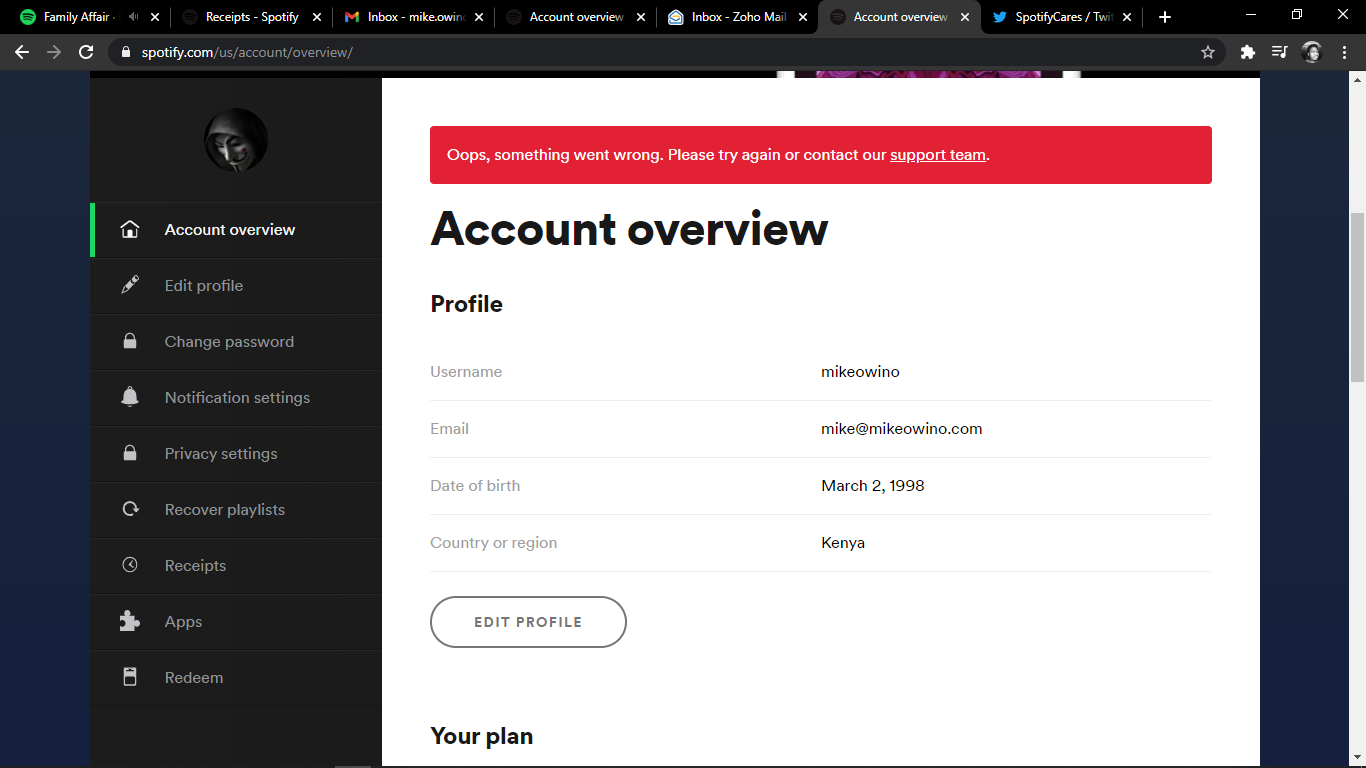 Family Affair
Receipts - Spotify
Inbox - mike.owino
Account overview
Inbox - Zoho Mail
Account overview
SpotifyCares / Twit
spotify.com/us/account/overview/
Oops, something went wrong. Please try again or contact our support team.
Account overview
Edit profile
Change password
Notification settings
Privacy settings
Recover playlists
Receipts
Apps
Redeem
Account overview
Profile
Username mikeowino
Email mike@mikeowino.com
Date of birth March 2, 1998
Country or region Kenya
EDIT PROFILE
Your plan